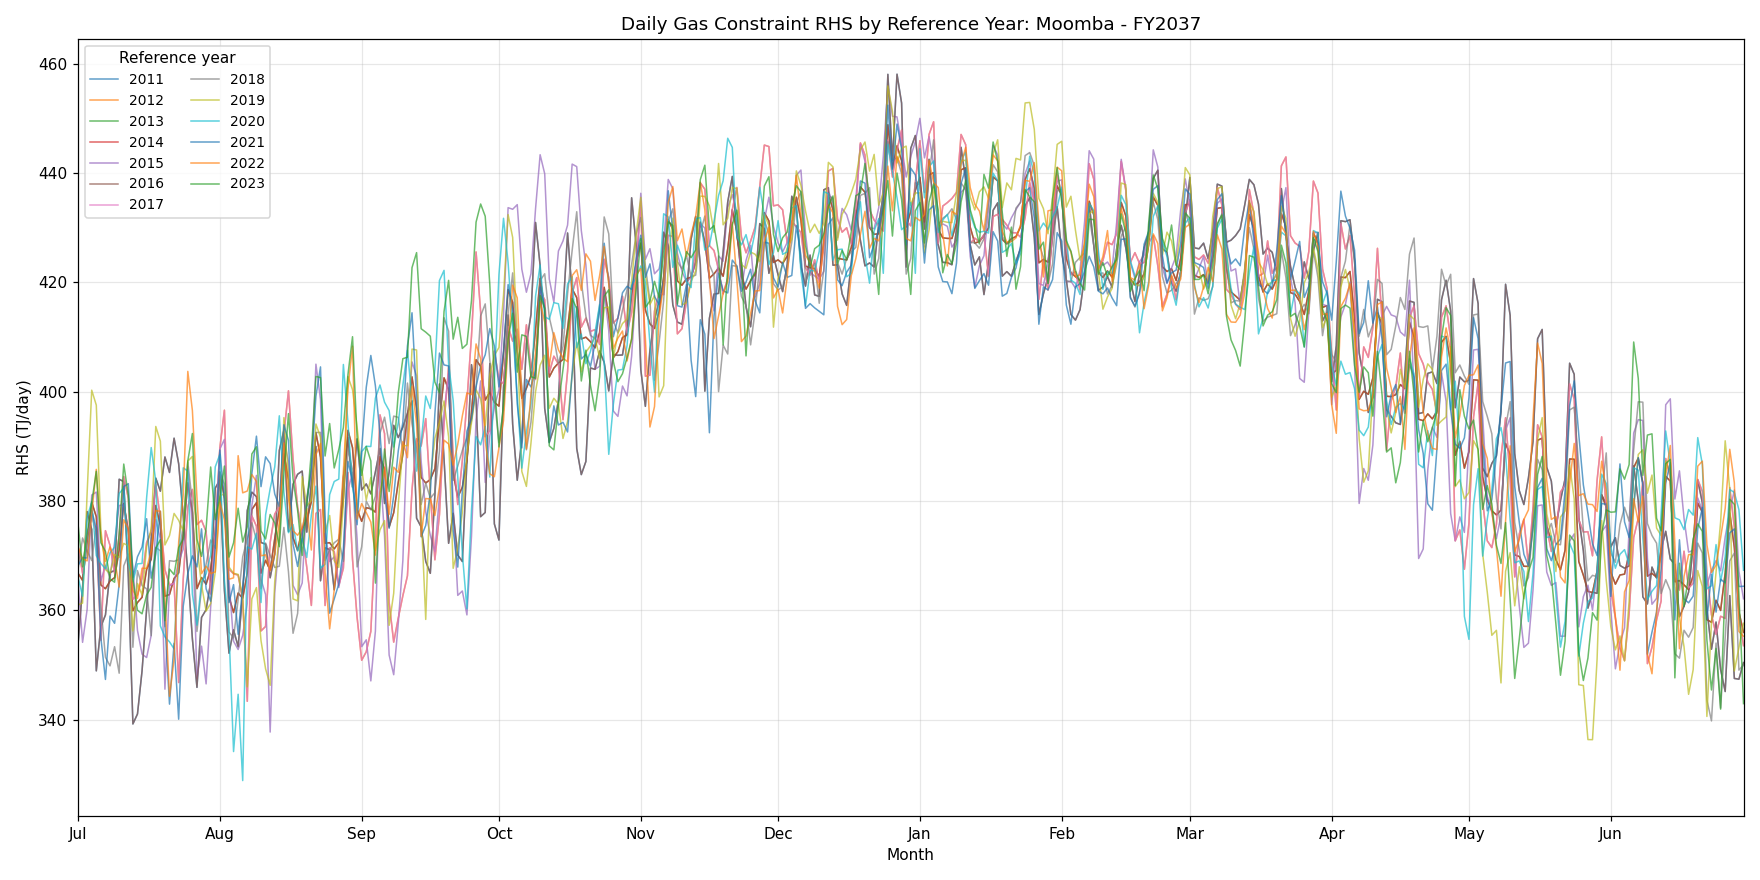 Daily Gas Constraint RHS by Reference Year: Moomba - FY2037
Reference year
2011 2018
2012 2019
2013 2020
2014 2021
2015 2022
2016 2023
2017
RHS (TJ/day)
460
440
420
400
380
360
340
Jul Aug Sep Oct Nov Dec Jan Feb Mar Apr May Jun
Month